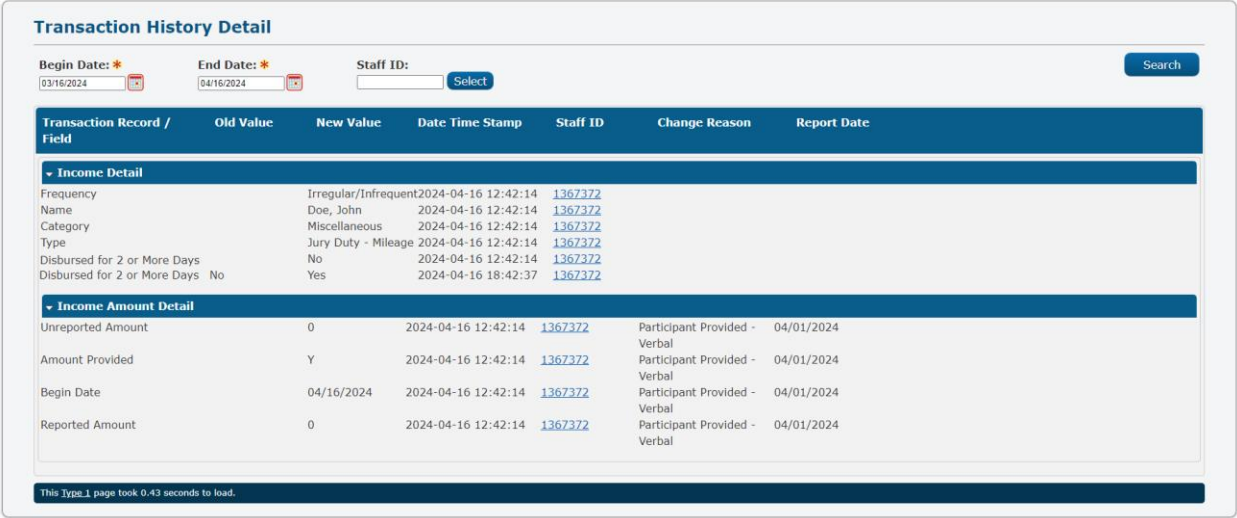 Transaction History Detail
Begin Date: * End Date: * Staff ID:
03/16/2024 04/16/2024 Select Search
Transaction Record / Old Value New Value Date Time Stamp Staff ID Change Reason Report Date
Field
Income Detail
Frequency Irregular/Infrequent 2024-04-16 12:42:14 1367372
Name Doe, John 2024-04-16 12:42:14 1367372
Category Miscellaneous 2024-04-16 12:42:14 1367372
Type Jury Duty - Mileage 2024-04-16 12:42:14 1367372
Disbursed for 2 or More Days No 2024-04-16 12:42:14 1367372
Disbursed for 2 or More Days No Yes 2024-04-16 18:42:37 1367372
Income Amount Detail
Unreported Amount 0 2024-04-16 12:42:14 1367372 Participant Provided - 04/01/2024
Verbal
Amount Provided Y 2024-04-16 12:42:14 1367372 Participant Provided - 04/01/2024
Verbal
Begin Date 04/16/2024 2024-04-16 12:42:14 1367372 Participant Provided - 04/01/2024
Verbal
Reported Amount 0 2024-04-16 12:42:14 1367372 Participant Provided - 04/01/2024
Verbal
This Type 1 page took 0.43 seconds to load.